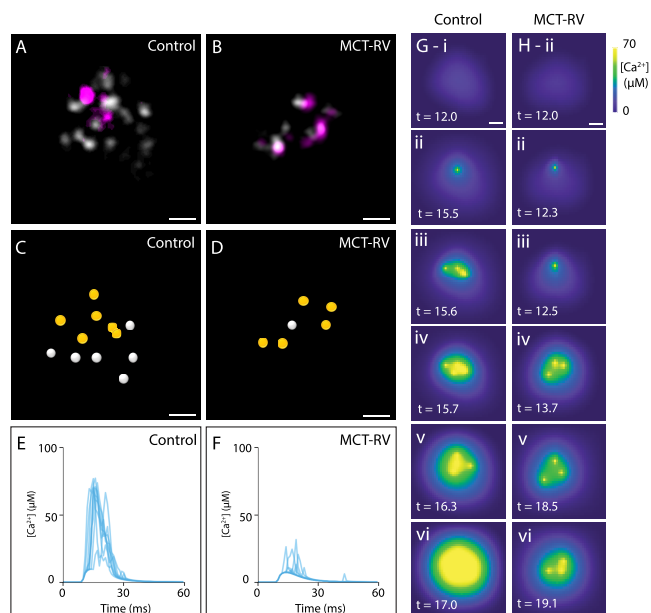 Control
MCT-RV
A
Control
B
MCT-RV
G - i
t = 12.0
H - ii
t = 12.0
70
[Ca²⁺]
(µM)
0
ii
t = 15.5
ii
t = 12.3
C
Control
D
MCT-RV
iii
t = 15.6
iii
t = 12.5
iv
t = 15.7
iv
t = 13.7
E
Control
100
[Ca²⁺] (µM)
50
0
0
30
60
Time (ms)
F
MCT-RV
100
50
0
0
30
60
Time (ms)
v
t = 16.3
v
t = 18.5
vi
t = 17.0
vi
t = 19.1